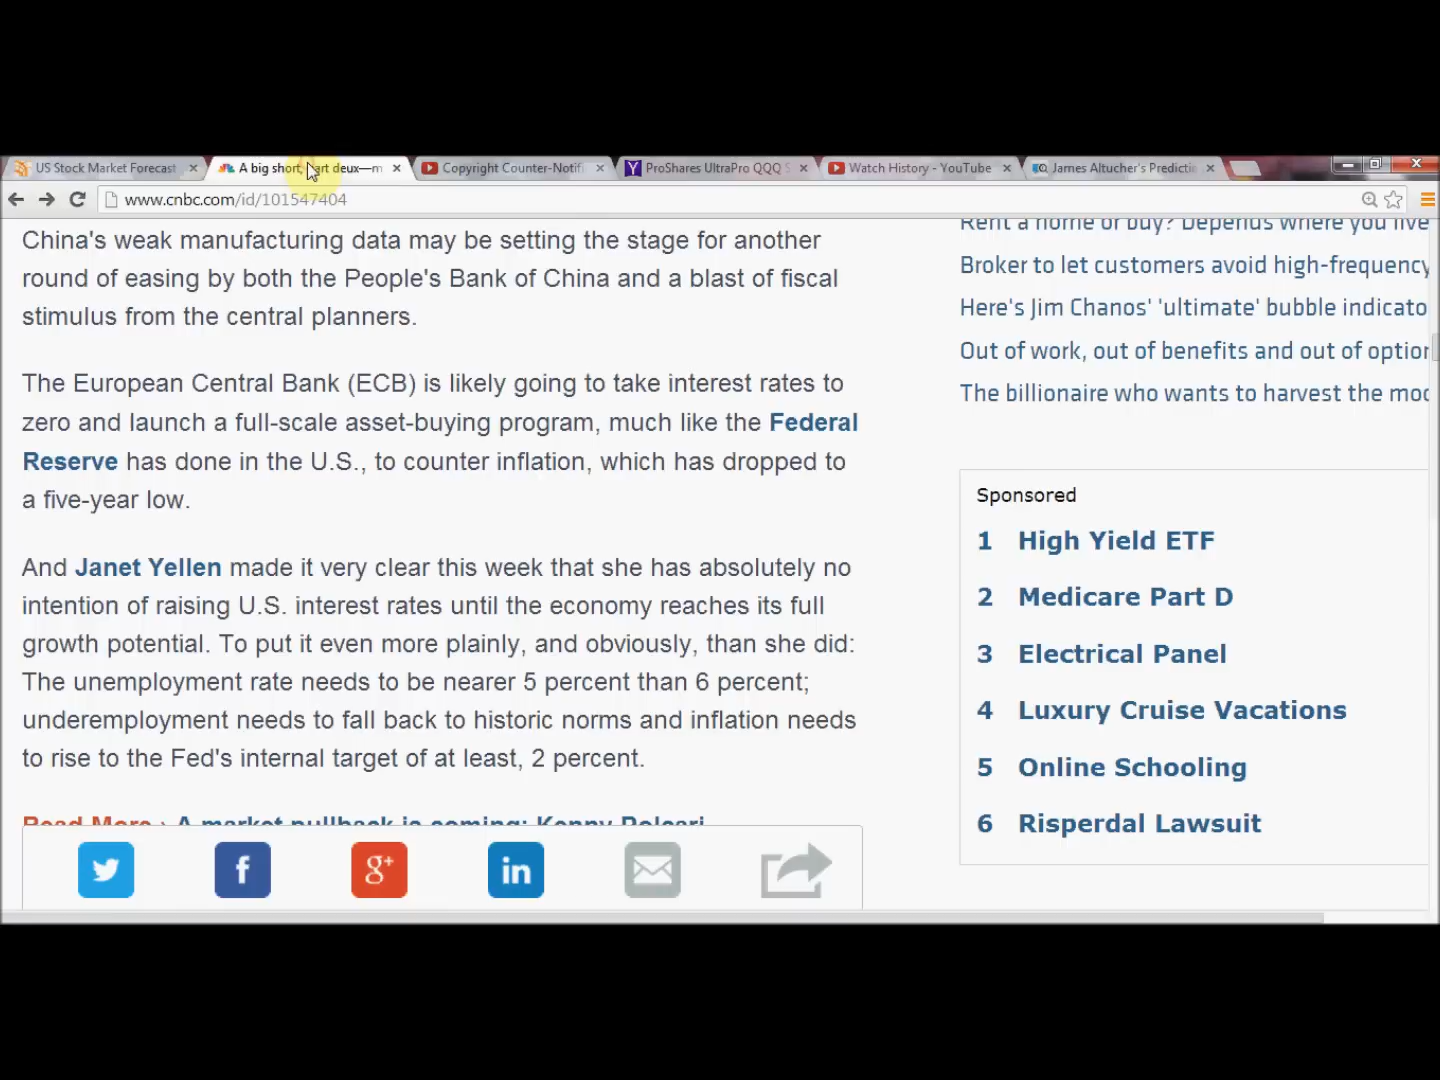 US Stock Market Forecast
A big short, part deux—m
Copyright Counter-Notifi
ProShares UltraPro QQQ S
Watch History - YouTube
James Altucher's Predictio
www.cnbc.com/id/101547404
China's weak manufacturing data may be setting the stage for another
round of easing by both the People's Bank of China and a blast of fiscal
stimulus from the central planners.
The European Central Bank (ECB) is likely going to take interest rates to
zero and launch a full-scale asset-buying program, much like the Federal
Reserve has done in the U.S., to counter inflation, which has dropped to
a five-year low.
And Janet Yellen made it very clear this week that she has absolutely no
intention of raising U.S. interest rates until the economy reaches its full
growth potential. To put it even more plainly, and obviously, than she did:
The unemployment rate needs to be nearer 5 percent than 6 percent;
underemployment needs to fall back to historic norms and inflation needs
to rise to the Fed's internal target of at least, 2 percent.
Read More › A market pullback is coming: Kenny Polcari
Rent a home or buy? Depends where you live
Broker to let customers avoid high-frequency
Here's Jim Chanos' 'ultimate' bubble indicato
Out of work, out of benefits and out of option
The billionaire who wants to harvest the moo
Sponsored
1 High Yield ETF
2 Medicare Part D
3 Electrical Panel
4 Luxury Cruise Vacations
5 Online Schooling
6 Risperdal Lawsuit